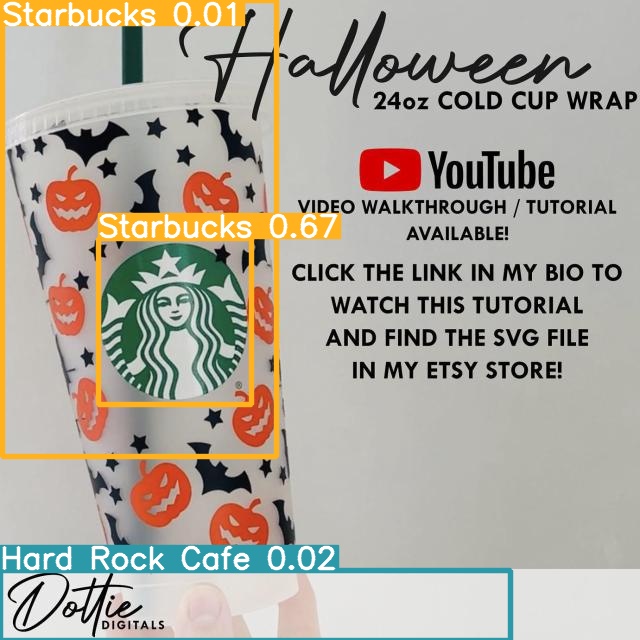 Starbucks 0.01
Halloween
24oz COLD CUP WRAP
YouTube
VIDEO WALKTHROUGH / TUTORIAL
AVAILABLE!
Starbucks 0.67
CLICK THE LINK IN MY BIO TO
WATCH THIS TUTORIAL
AND FIND THE SVG FILE
IN MY ETSY STORE!
®
Hard Rock Cafe 0.02
Dottie
DIGITALS